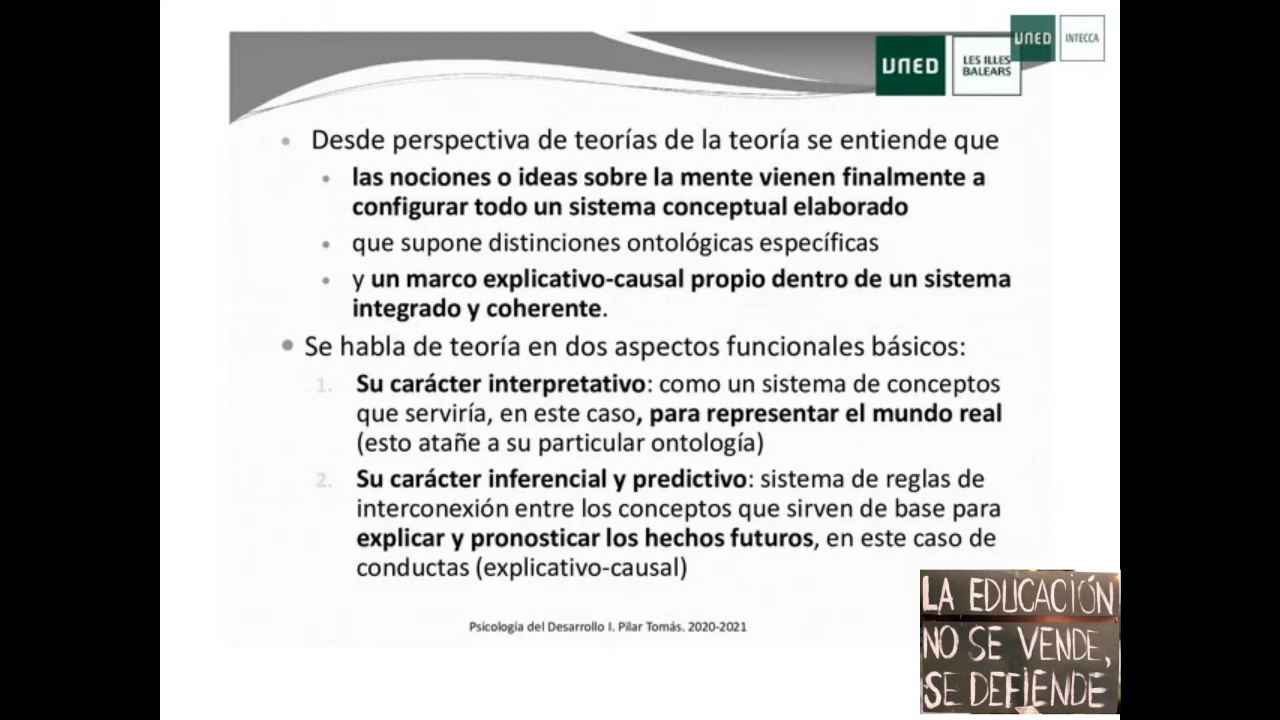 UNED
INTECCA
UNED
LES ILLES
BALEARS
• Desde perspectiva de teorías de la teoría se entiende que
• las nociones o ideas sobre la mente vienen finalmente a
configurar todo un sistema conceptual elaborado
• que supone distinciones ontológicas específicas
• y un marco explicativo-causal propio dentro de un sistema
integrado y coherente.
• Se habla de teoría en dos aspectos funcionales básicos:
1. Su carácter interpretativo: como un sistema de conceptos
que serviría, en este caso, para representar el mundo real
(esto atañe a su particular ontología)
2. Su carácter inferencial y predictivo: sistema de reglas de
interconexión entre los conceptos que sirven de base para
explicar y pronosticar los hechos futuros, en este caso de
conductas (explicativo-causal)
Psicología del Desarrollo I. Pilar Tomás. 2020-2021
LA EDUCACIÓN
NO SE VENDE,
SE DEFIENDE